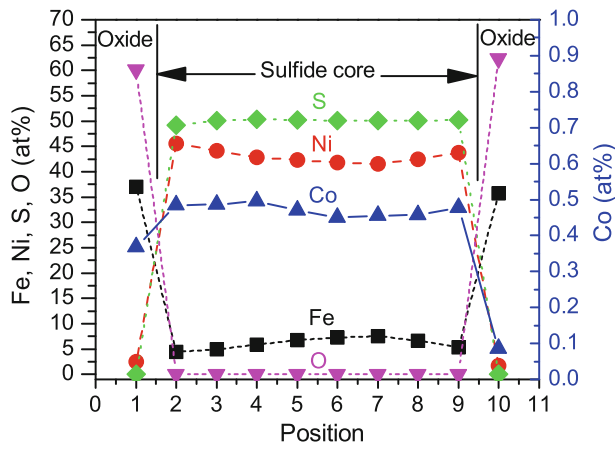 Oxide
Oxide
Sulfide core
S
Ni
Co
Fe
O
Fe, Ni, S, O (at%)
70
65
60
55
50
45
40
35
30
25
20
15
10
5
0
Co (at%)
1.0
0.9
0.8
0.7
0.6
0.5
0.4
0.3
0.2
0.1
0.0
0 1 2 3 4 5 6 7 8 9 10 11
Position